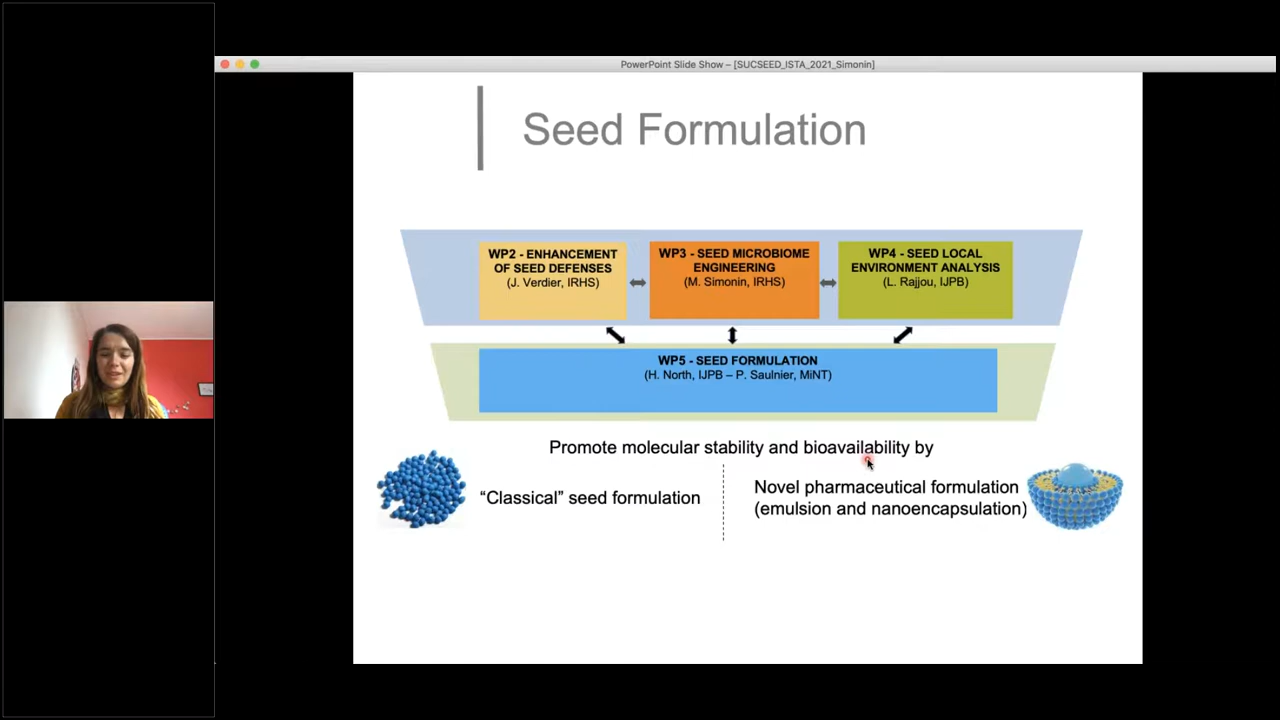 PowerPoint Slide Show – [SUCSEED_ISTA_2021_Simonin]
Seed Formulation
WP2 - ENHANCEMENT
OF SEED DEFENSES
(J. Verdier, IRHS)
WP3 - SEED MICROBIOME
ENGINEERING
(M. Simonin, IRHS)
WP4 - SEED LOCAL
ENVIRONMENT ANALYSIS
(L. Rajjou, IJPB)
WP5 - SEED FORMULATION
(H. North, IJPB – P. Saulnier, MiNT)
Promote molecular stability and bioavailability by
“Classical” seed formulation
Novel pharmaceutical formulation
(emulsion and nanoencapsulation)